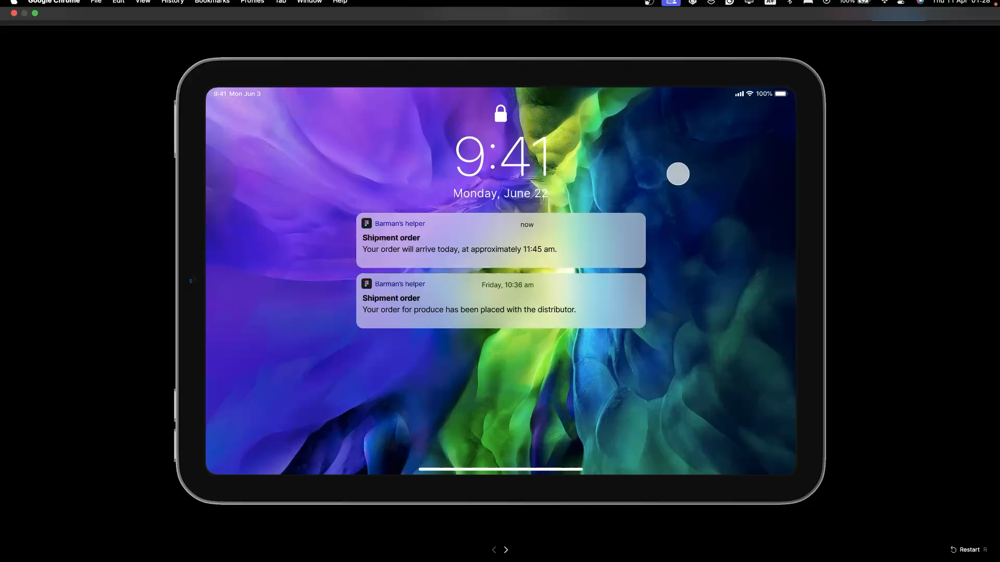 Google Chrome File Edit View History Bookmarks Profiles Tab Window Help 100% Thu 11 Apr 01:28
9:41 Mon Jun 3 100%
9:41
Monday, June 22
Barman's helper now
Shipment order
Your order will arrive today, at approximately 11:45 am.
Barman's helper Friday, 10:36 am
Shipment order
Your order for produce has been placed with the distributor.
Restart R